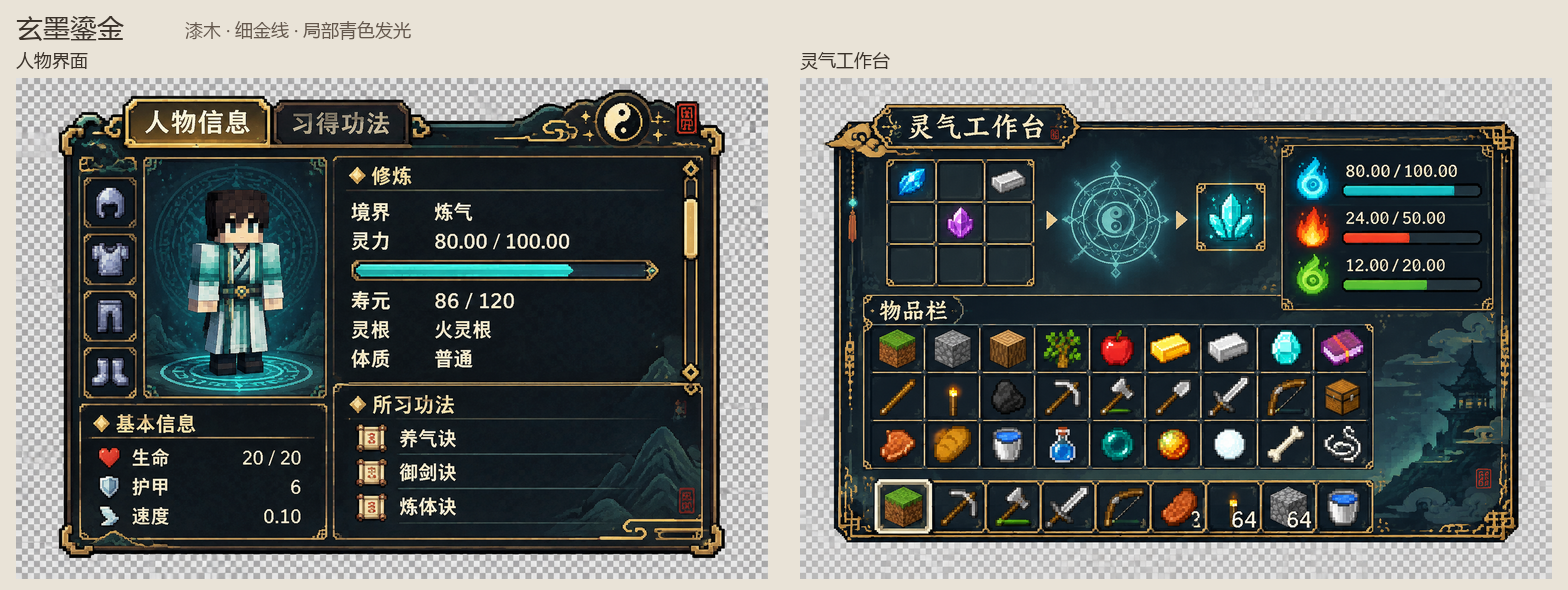 玄墨鎏金
漆木 · 细金线 · 局部青色发光
人物界面
人物信息
习得功法
修炼
境界 炼气
灵力 80.00 / 100.00
寿元 86 / 120
灵根 火灵根
体质 普通
基本信息
生命 20 / 20
护甲 6
速度 0.10
所习功法
养气诀
御剑诀
炼体诀
灵气工作台
灵气工作台
80.00 / 100.00
24.00 / 50.00
12.00 / 20.00
物品栏
64
64